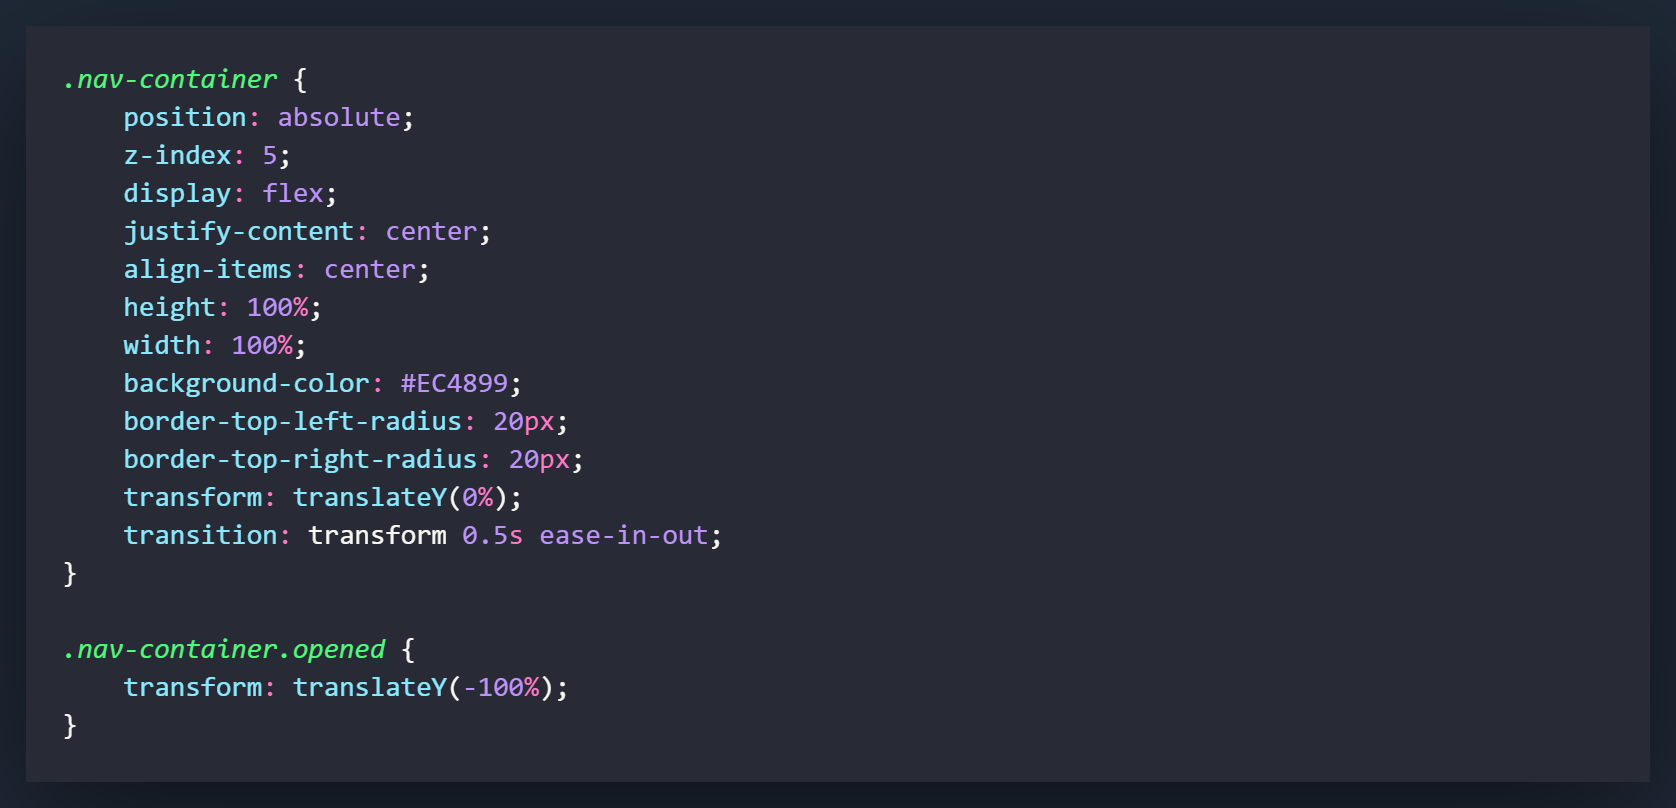 .nav-container {
    position: absolute;
    z-index: 5;
    display: flex;
    justify-content: center;
    align-items: center;
    height: 100%;
    width: 100%;
    background-color: #EC4899;
    border-top-left-radius: 20px;
    border-top-right-radius: 20px;
    transform: translateY(0%);
    transition: transform 0.5s ease-in-out;
}

.nav-container.opened {
    transform: translateY(-100%);
}